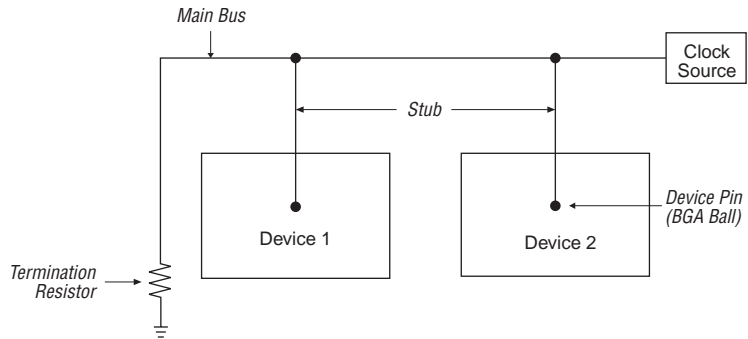 Main Bus
Clock
Source
Stub
Device Pin
(BGA Ball)
Device 1
Device 2
Termination
Resistor